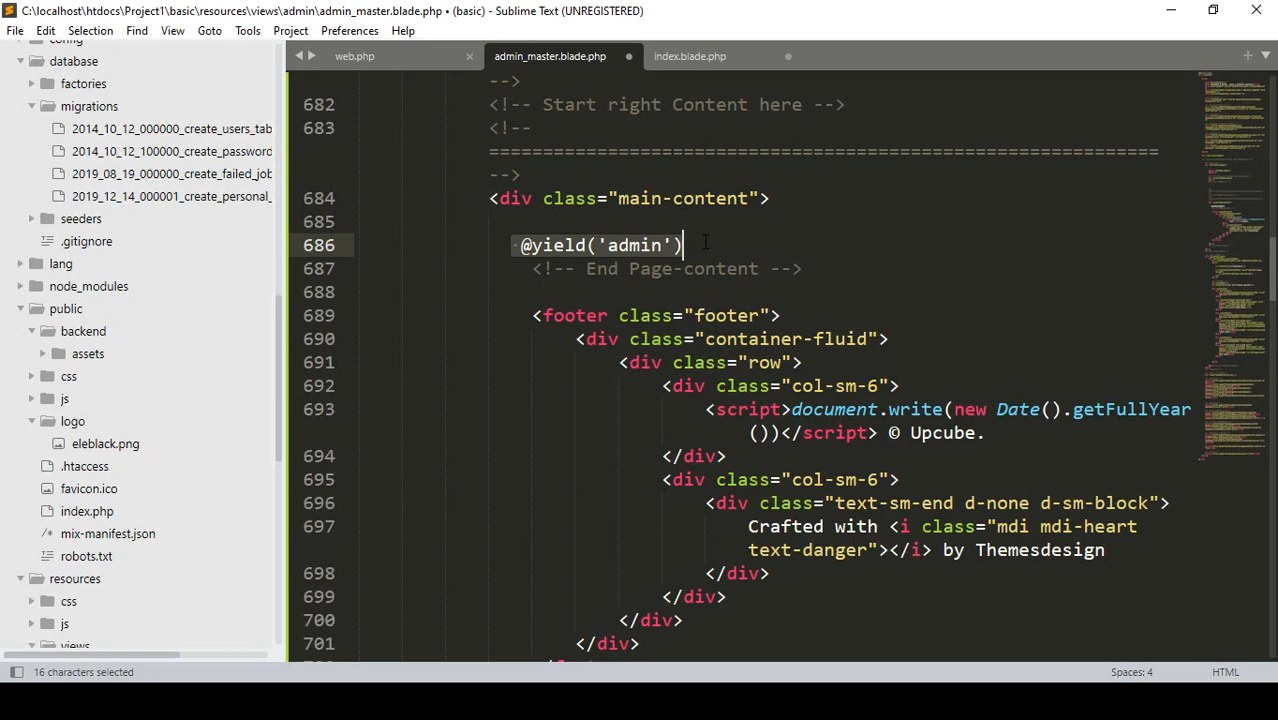 C:\localhost\htdocs\Project1\basic\resources\views\admin\admin_master.blade.php • (basic) - Sublime Text (UNREGISTERED)
File Edit Selection Find View Goto Tools Project Preferences Help
web.php
admin_master.blade.php
index.blade.php
database
factories
migrations
2014_10_12_000000_create_users_tab
2014_10_12_100000_create_password
2019_08_19_000000_create_failed_job
2019_12_14_000001_create_personal_
seeders
.gitignore
lang
node_modules
public
backend
assets
css
js
logo
eleblack.png
.htaccess
favicon.ico
index.php
mix-manifest.json
robots.txt
resources
css
js
views
-->
682 <!-- Start right Content here -->
683 <!--
==============================================================
-->
684 <div class="main-content">
685
686 @yield('admin')
687 <!-- End Page-content -->
688
689 <footer class="footer">
690 <div class="container-fluid">
691 <div class="row">
692 <div class="col-sm-6">
693 <script>document.write(new Date().getFullYear
())</script> © Upcube.
694 </div>
695 <div class="col-sm-6">
696 <div class="text-sm-end d-none d-sm-block">
697 Crafted with <i class="mdi mdi-heart
text-danger"></i> by Themesdesign
698 </div>
699 </div>
700 </div>
701 </div>
16 characters selected
Spaces: 4
HTML